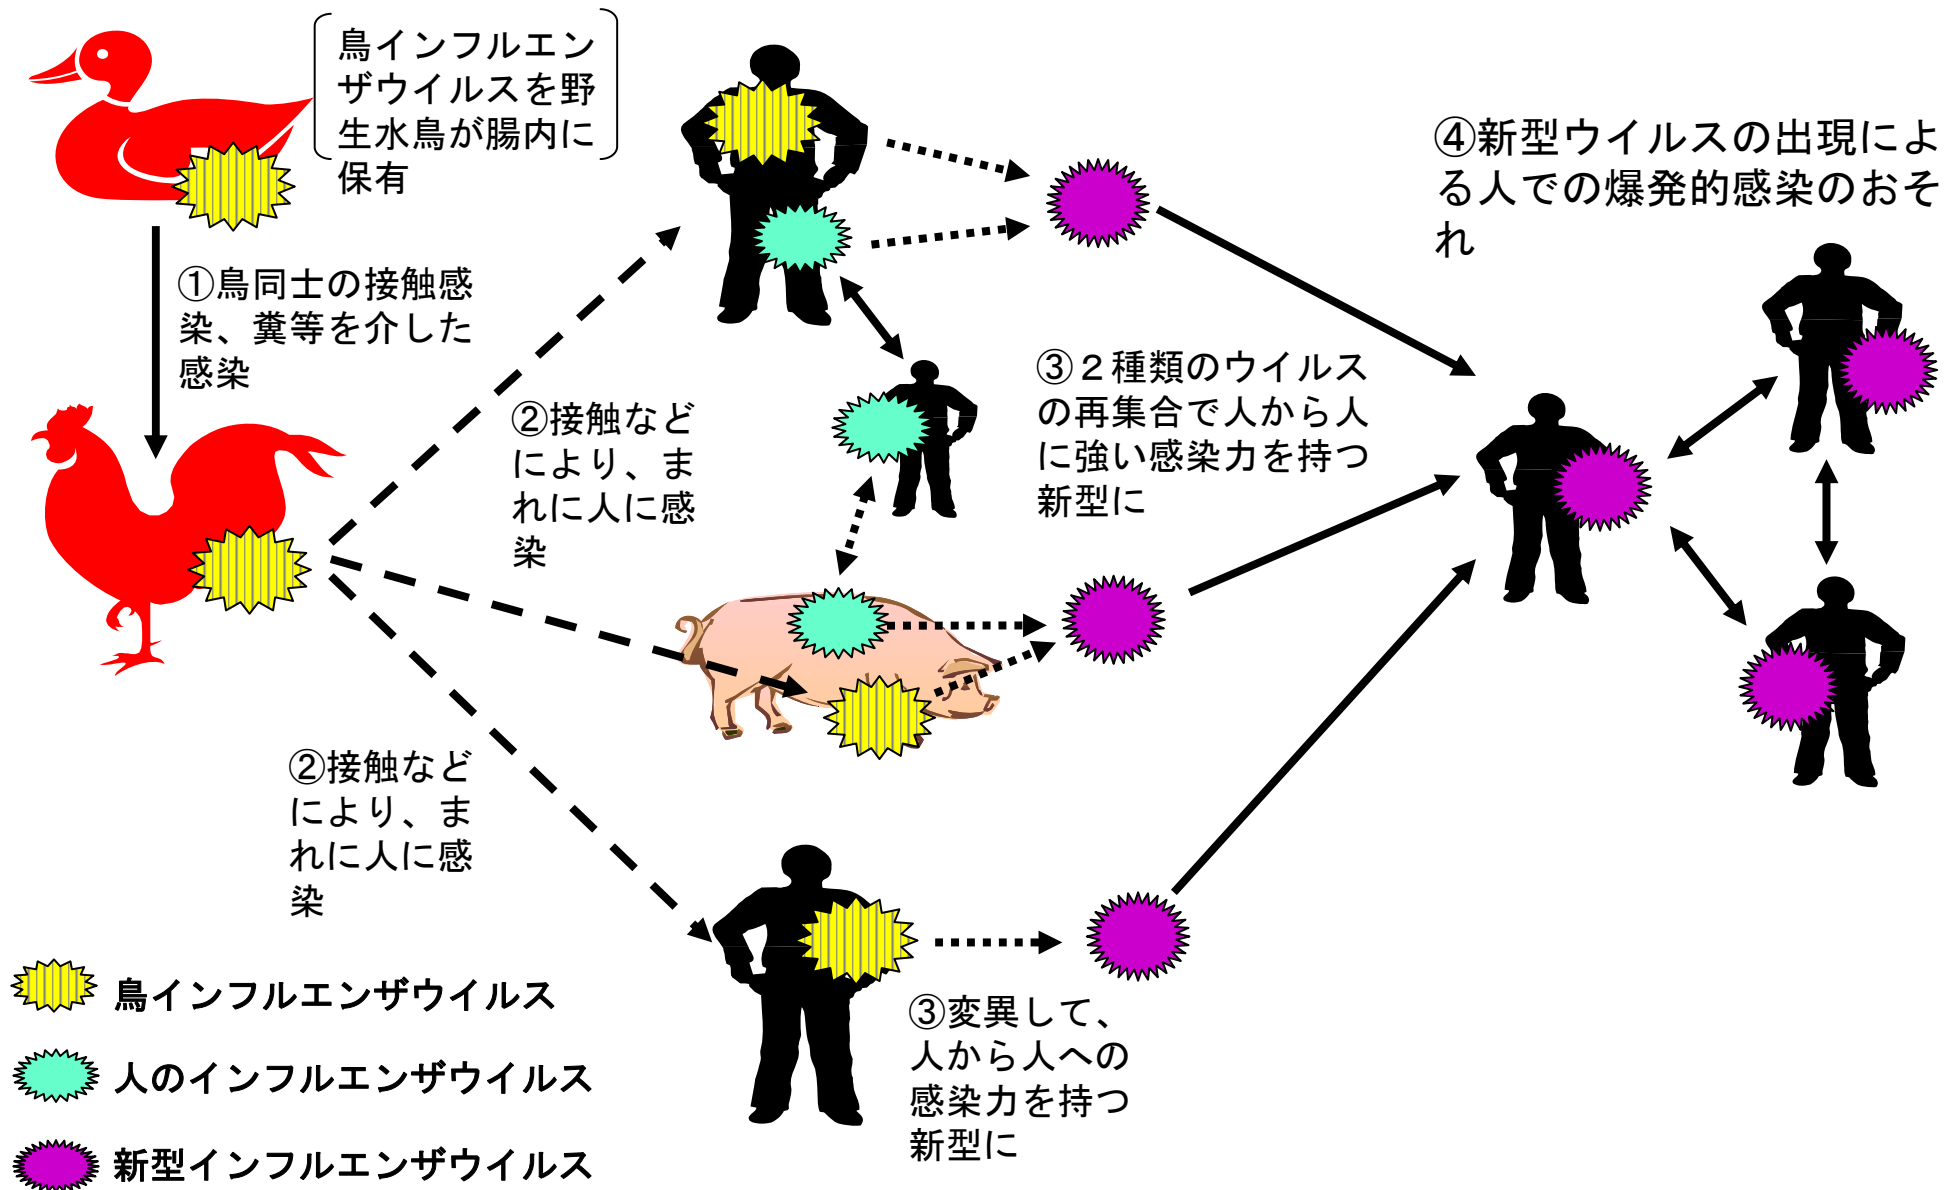 鳥インフルエン
ザウイルスを野
生水鳥が腸内に
保有
①鳥同士の接触感
染、糞等を介した
感染
②接触など
により、ま
れに人に感
染
③２種類のウイルス
の再集合で人から人
に強い感染力を持つ
新型に
④新型ウイルスの出現によ
る人での爆発的感染のおそ
れ
②接触など
により、ま
れに人に感
染
③変異して、
人から人への
感染力を持つ
新型に
鳥インフルエンザウイルス
人のインフルエンザウイルス
新型インフルエンザウイルス